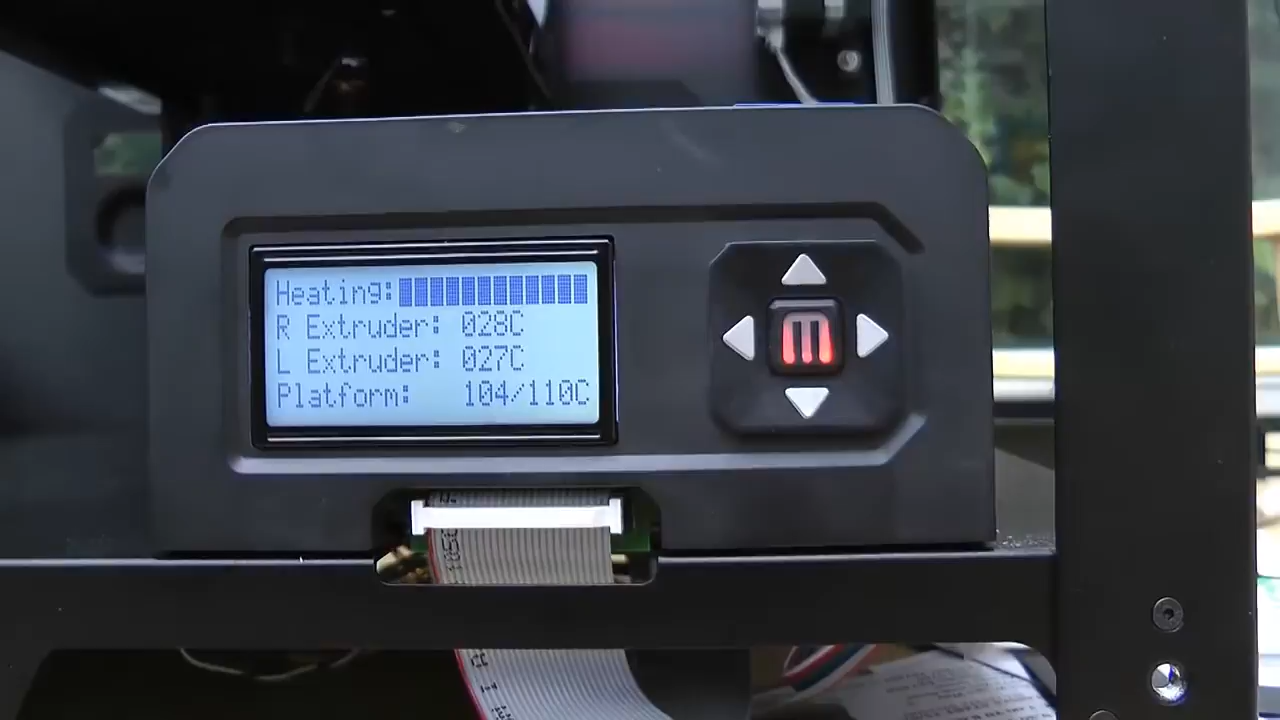 Heating:
R Extruder: 028C
L Extruder: 027C
Platform: 104/110C
M